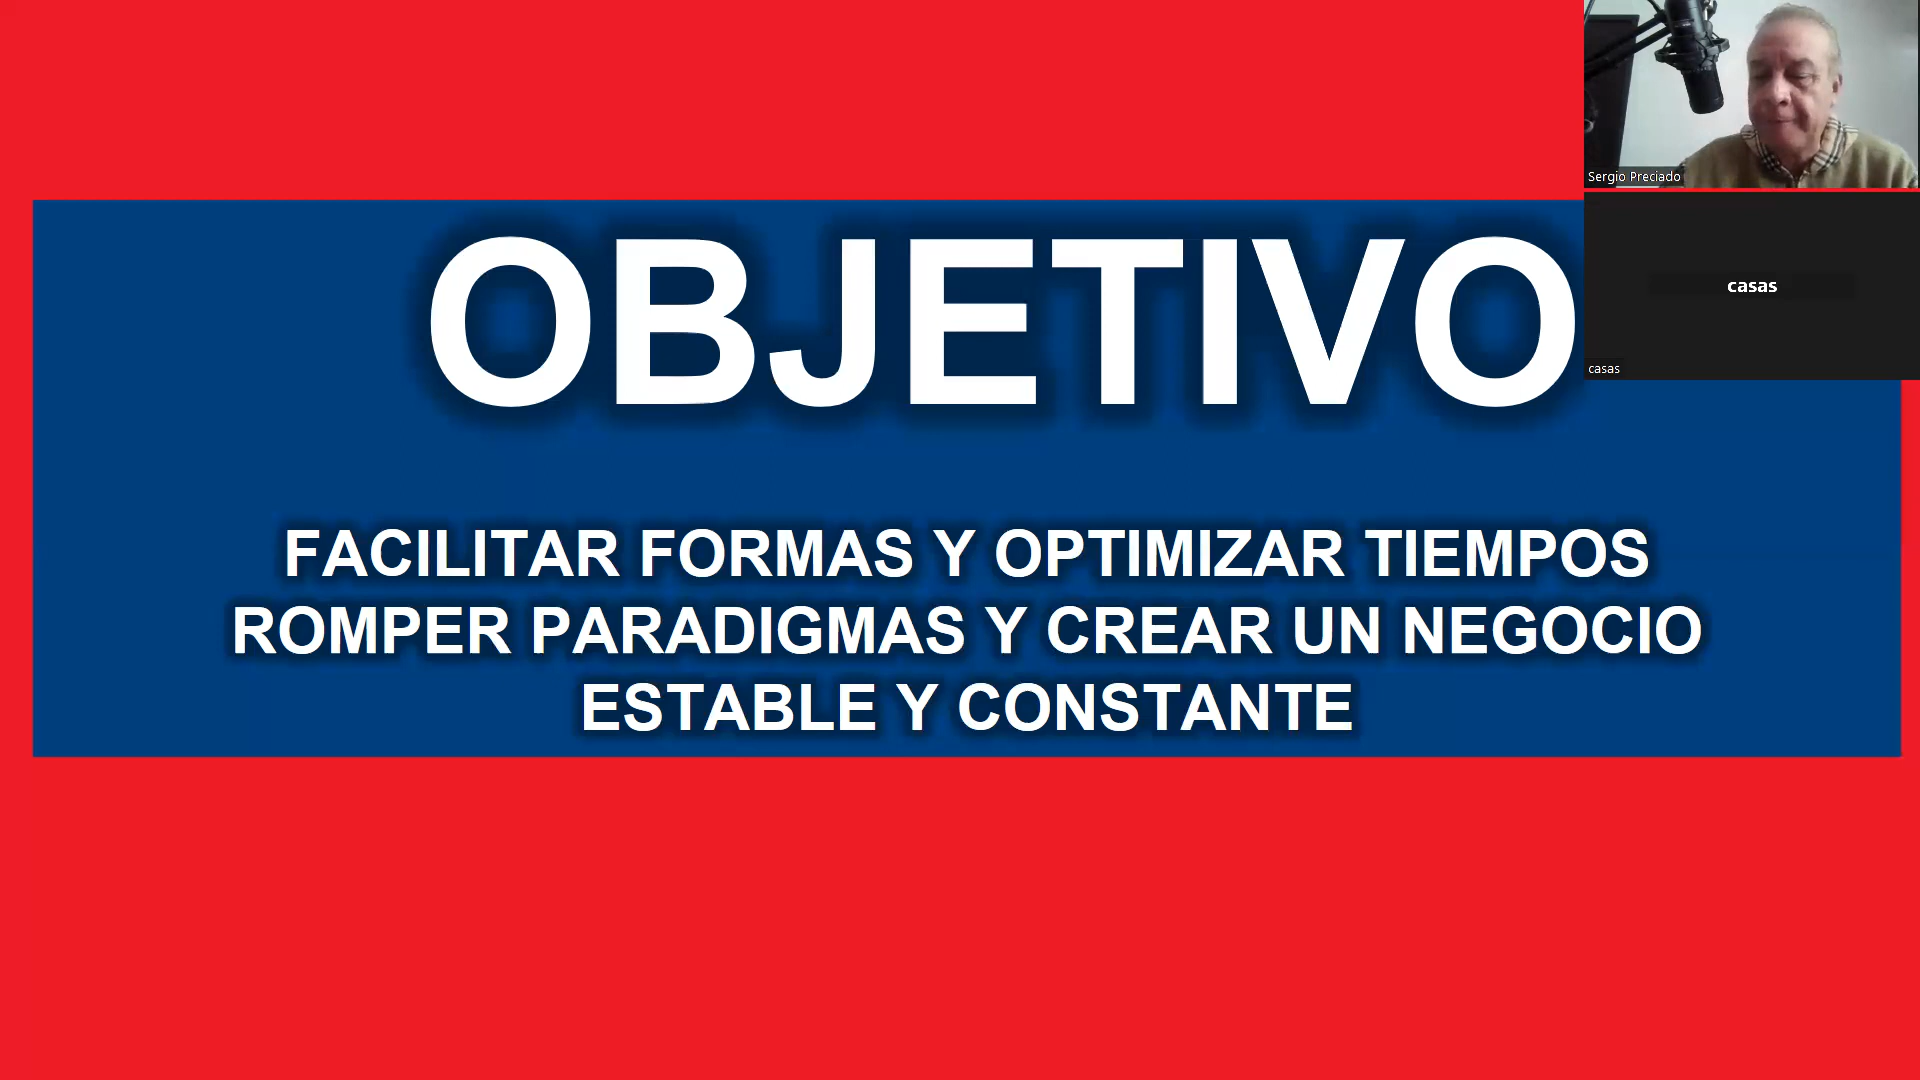 Sergio Preciado
OBJETIVO
casas
casas
FACILITAR FORMAS Y OPTIMIZAR TIEMPOS
ROMPER PARADIGMAS Y CREAR UN NEGOCIO
ESTABLE Y CONSTANTE